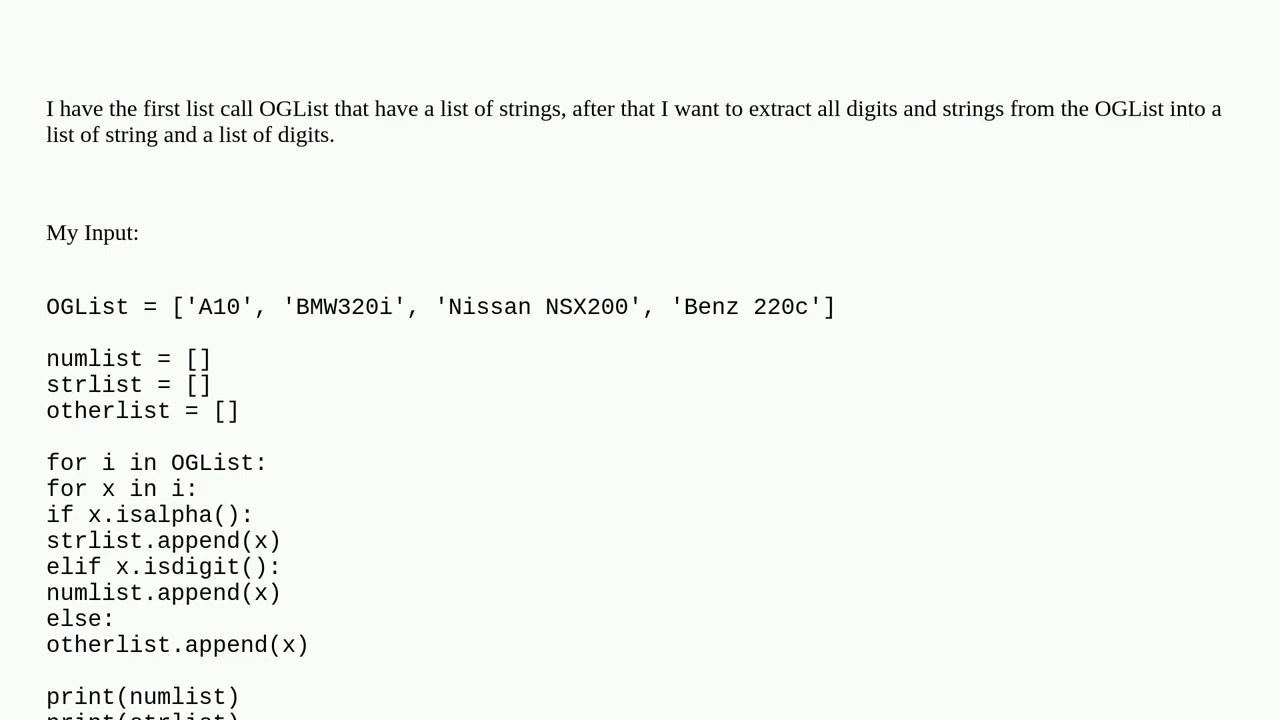 I have the first list call OGList that have a list of strings, after that I want to extract all digits and strings from the OGList into a
list of string and a list of digits.
My Input:
OGList = ['A10', 'BMW320i', 'Nissan NSX200', 'Benz 220c']
numlist = []
strlist = []
otherlist = []
for i in OGList:
for x in i:
if x.isalpha():
strlist.append(x)
elif x.isdigit():
numlist.append(x)
else:
otherlist.append(x)
print(numlist)
print(strlist)